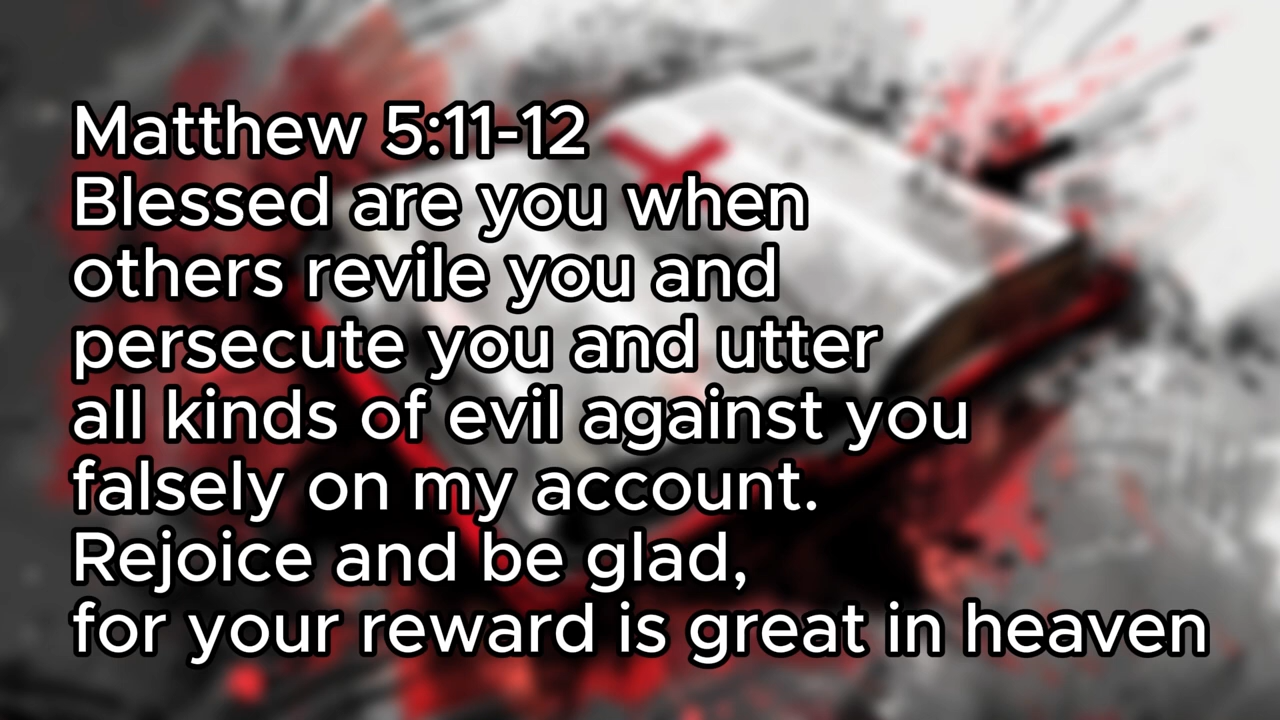 Matthew 5:11-12
Blessed are you when
others revile you and
persecute you and utter
all kinds of evil against you
falsely on my account.
Rejoice and be glad,
for your reward is great in heaven